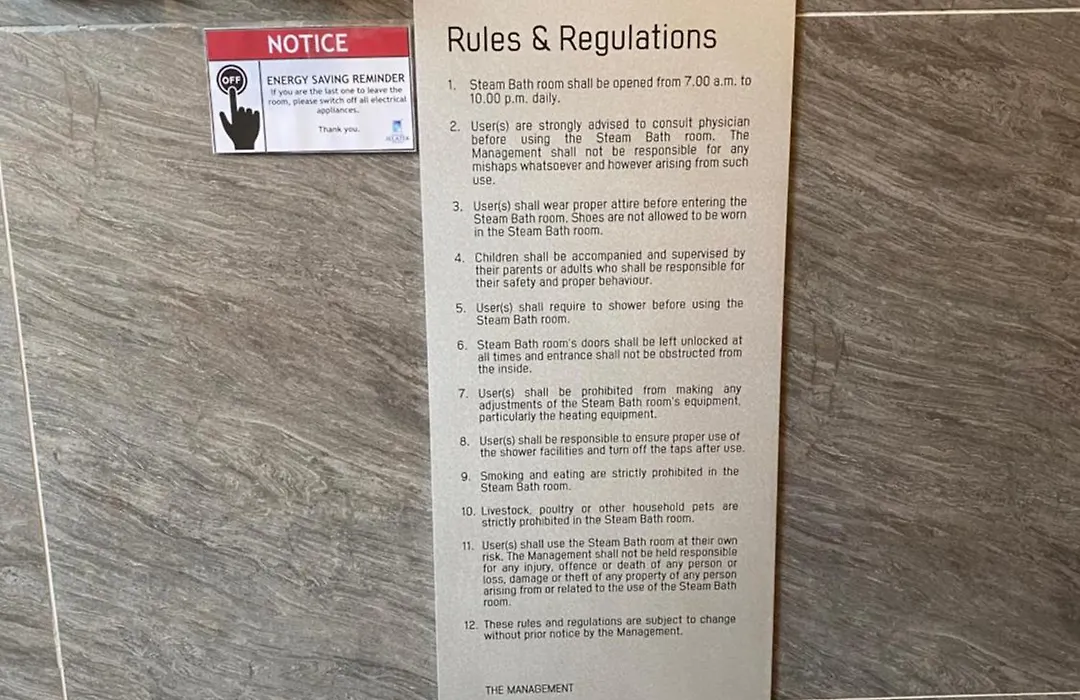 NOTICE
OFF
ENERGY SAVING REMINDER
If you are the last one to leave the
room, please switch off all electrical
appliances.
Thank you.
Rules & Regulations
1. Steam Bath room shall be opened from 7.00 a.m. to
10.00 p.m. daily.
2. User(s) are strongly advised to consult physician
before using the Steam Bath room. The
Management shall not be responsible for any
mishaps whatsoever and however arising from such
use.
3. User(s) shall wear proper attire before entering the
Steam Bath room. Shoes are not allowed to be worn
in the Steam Bath room.
4. Children shall be accompanied and supervised by
their parents or adults who shall be responsible for
their safety and proper behaviour.
5. User(s) shall require to shower before using the
Steam Bath room.
6. Steam Bath room's doors shall be left unlocked at
all times and entrance shall not be obstructed from
the inside.
7. User(s) shall be prohibited from making any
adjustments of the Steam Bath room's equipment,
particularly the heating equipment.
8. User(s) shall be responsible to ensure proper use of
the shower facilities and turn off the taps after use.
9. Smoking and eating are strictly prohibited in the
Steam Bath room.
10. Livestock, poultry or other household pets are
strictly prohibited in the Steam Bath room.
11. User(s) shall use the Steam Bath room at their own
risk. The Management shall not be held responsible
for any injury, offence or death of any person or
loss, damage or theft of any property of any person
arising from or related to the use of the Steam Bath
room.
12. These rules and regulations are subject to change
without prior notice by the Management.
THE MANAGEMENT